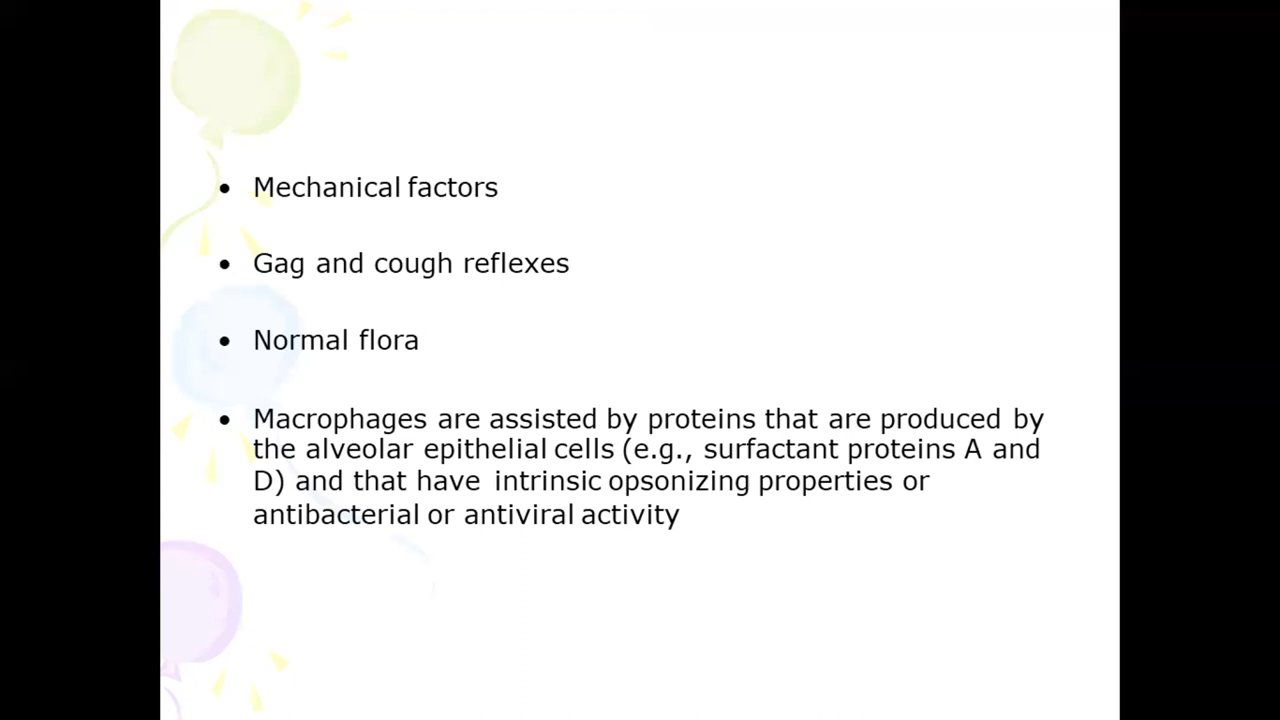 • Mechanical factors
• Gag and cough reflexes
• Normal flora
• Macrophages are assisted by proteins that are produced by
the alveolar epithelial cells (e.g., surfactant proteins A and
D) and that have intrinsic opsonizing properties or
antibacterial or antiviral activity